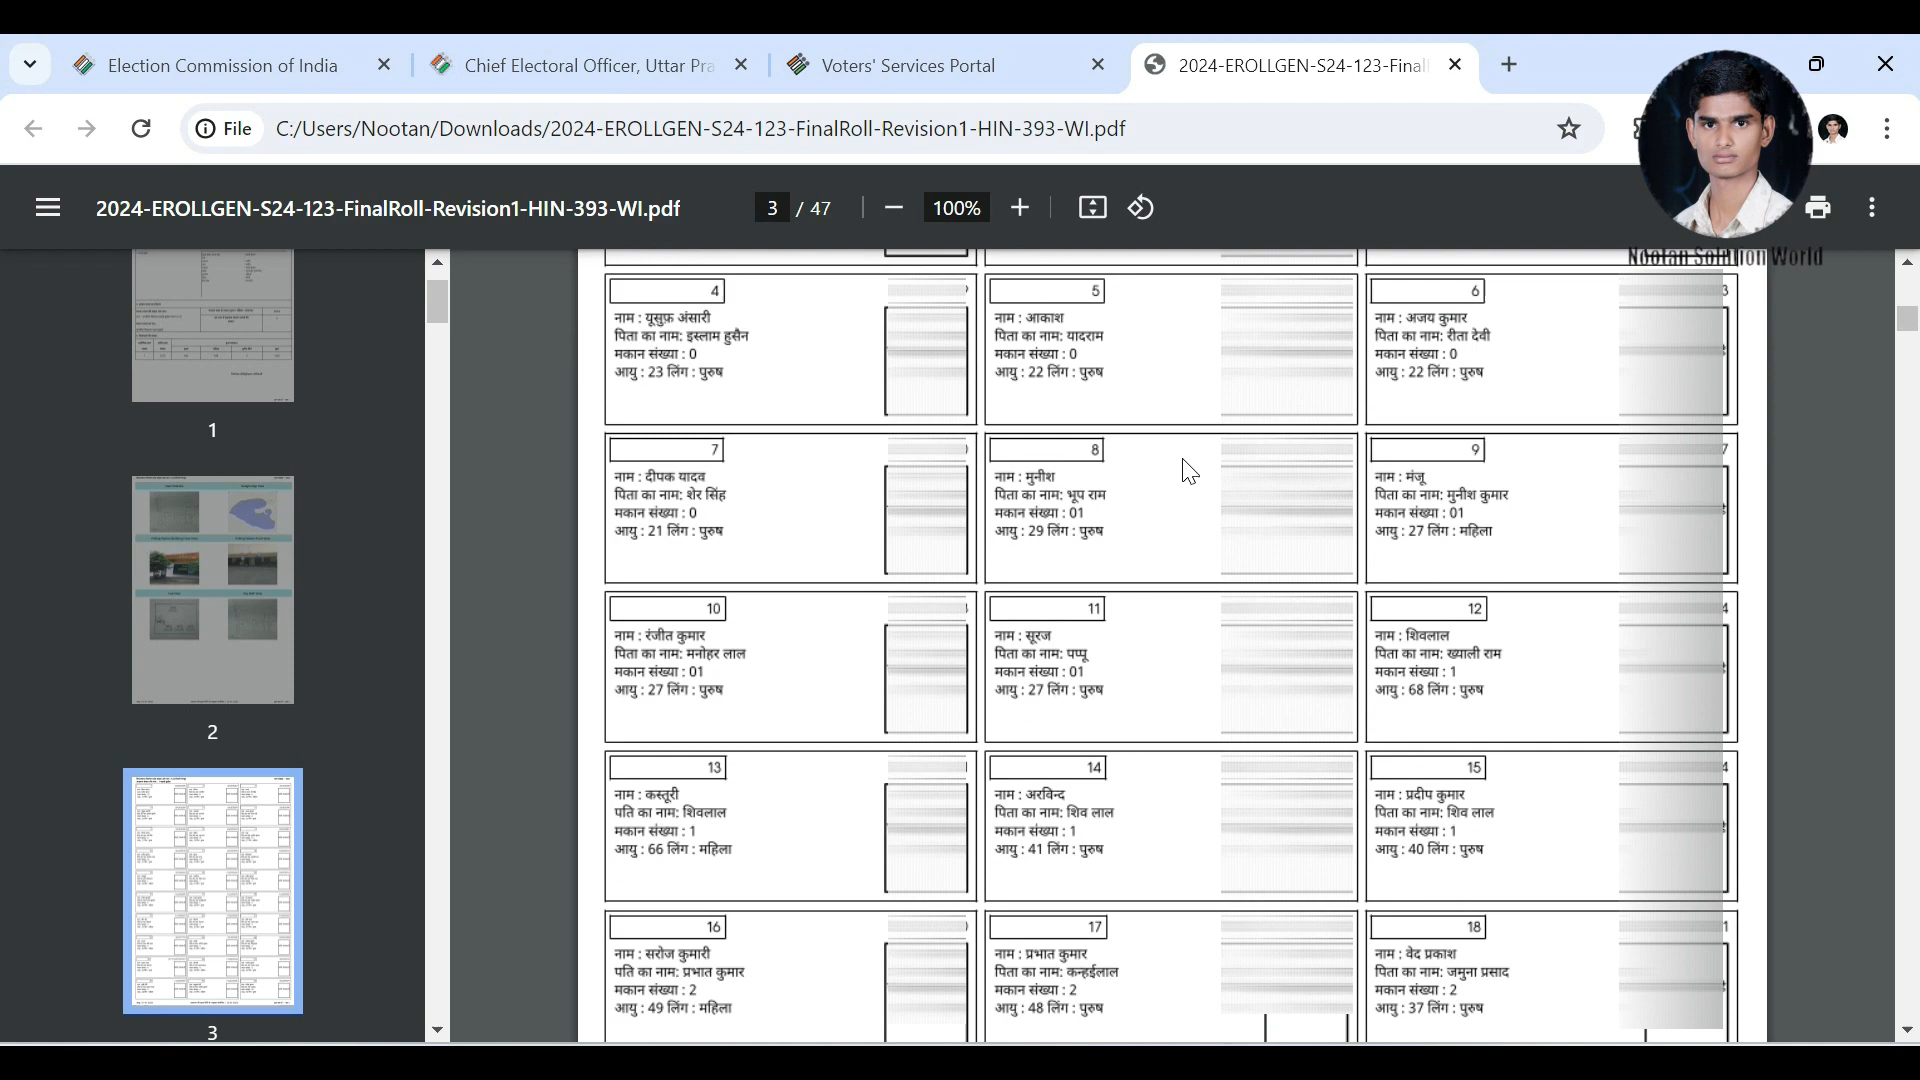 Election Commission of India
Chief Electoral Officer, Uttar Pra
Voters' Services Portal
2024-EROLLGEN-S24-123-Final
File
C:/Users/Nootan/Downloads/2024-EROLLGEN-S24-123-FinalRoll-Revision1-HIN-393-WI.pdf
2024-EROLLGEN-S24-123-FinalRoll-Revision1-HIN-393-WI.pdf
3 / 47
100%
Nootan Solution World
1
2
3
4
नाम : यूसुफ़ अंसारी
पिता का नाम: इस्लाम हुसैन
मकान संख्या : 0
आयु : 23 लिंग : पुरुष
5
नाम : आकाश
पिता का नाम: यादराम
मकान संख्या : 0
आयु : 22 लिंग : पुरुष
6
नाम : अजय कुमार
पिता का नाम: रीता देवी
मकान संख्या : 0
आयु : 22 लिंग : पुरुष
7
नाम : दीपक यादव
पिता का नाम: शेर सिंह
मकान संख्या : 0
आयु : 21 लिंग : पुरुष
8
नाम : मुनीश
पिता का नाम: भूप राम
मकान संख्या : 01
आयु : 29 लिंग : पुरुष
9
नाम : मंजू
पिता का नाम: मुनीश कुमार
मकान संख्या : 01
आयु : 27 लिंग : महिला
10
नाम : रंजीत कुमार
पिता का नाम: मनोहर लाल
मकान संख्या : 01
आयु : 27 लिंग : पुरुष
11
नाम : सूरज
पिता का नाम: पप्पू
मकान संख्या : 01
आयु : 27 लिंग : पुरुष
12
नाम : शिवलाल
पिता का नाम: ख्याली राम
मकान संख्या : 1
आयु : 68 लिंग : पुरुष
13
नाम : कस्तूरी
पति का नाम: शिवलाल
मकान संख्या : 1
आयु : 66 लिंग : महिला
14
नाम : अरविन्द
पिता का नाम: शिव लाल
मकान संख्या : 1
आयु : 41 लिंग : पुरुष
15
नाम : प्रदीप कुमार
पिता का नाम: शिव लाल
मकान संख्या : 1
आयु : 40 लिंग : पुरुष
16
नाम : सरोज कुमारी
पति का नाम: प्रभात कुमार
मकान संख्या : 2
आयु : 49 लिंग : महिला
17
नाम : प्रभात कुमार
पिता का नाम: कन्हईलाल
मकान संख्या : 2
आयु : 48 लिंग : पुरुष
18
नाम : वेद प्रकाश
पिता का नाम: जमुना प्रसाद
मकान संख्या : 2
आयु : 37 लिंग : पुरुष